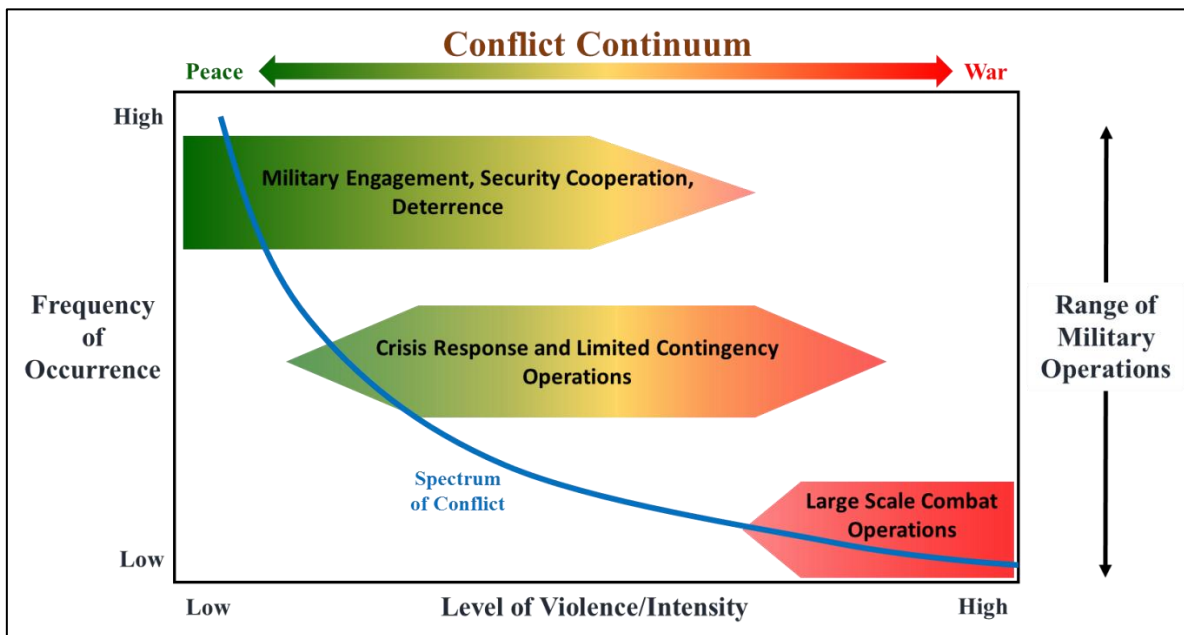 Conflict Continuum
Peace
War
High
Military Engagement, Security Cooperation,
Deterrence
Frequency
of
Occurrence
Crisis Response and Limited Contingency
Operations
Range of
Military
Operations
Spectrum
of Conflict
Large Scale Combat
Operations
Low
Low
Level of Violence/Intensity
High